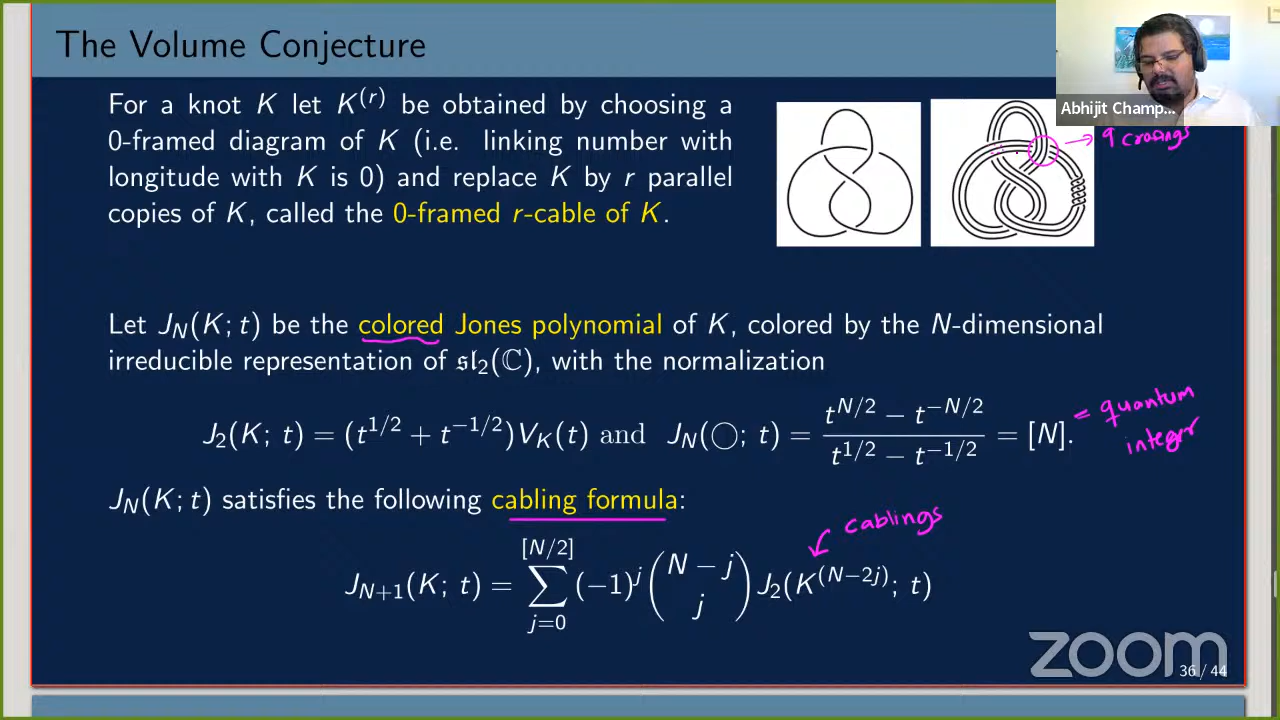 The Volume Conjecture
For a knot K let K^(r) be obtained by choosing a
0-framed diagram of K (i.e. linking number with
longitude with K is 0) and replace K by r parallel
copies of K, called the 0-framed r-cable of K.
Abhijit Champ...
→ 9 crossings
Let J_N(K; t) be the colored Jones polynomial of K, colored by the N-dimensional
irreducible representation of 𝔰𝔩₂(ℂ), with the normalization
J_2(K; t) = (t^{1/2} + t^{-1/2})V_K(t) and J_N(◯; t) = \frac{t^{N/2} − t^{−N/2}}{t^{1/2} − t^{−1/2}} = [N].
= quantum
integer
J_N(K; t) satisfies the following cabling formula:
cablings
J_{N+1}(K; t) = \sum_{j=0}^{[N/2]} (−1)^j \binom{N − j}{j} J_2(K^{(N−2j)}; t)
zoom
36 / 44